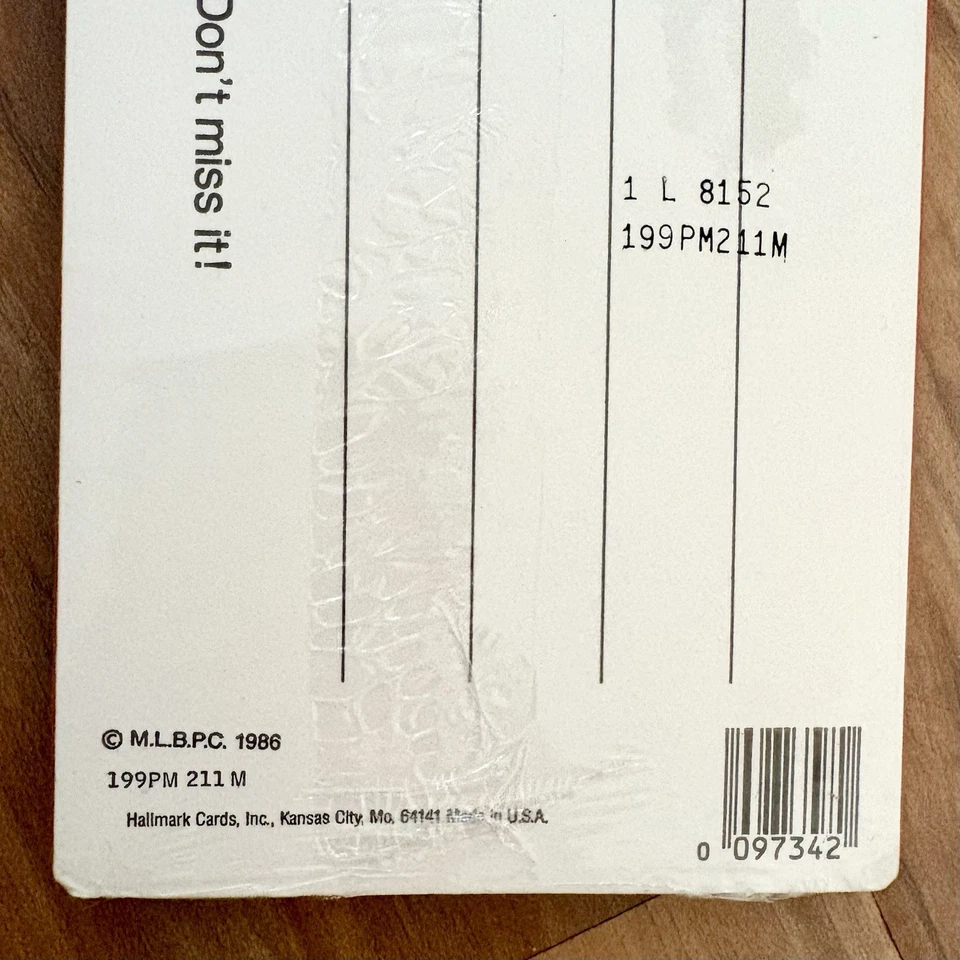 Don't miss it!
1 L 8152
199PM211M
© M.L.B.P.C. 1986
199PM 211 M
Hallmark Cards, Inc., Kansas City, Mo. 64141 Made in U.S.A.
0 097342